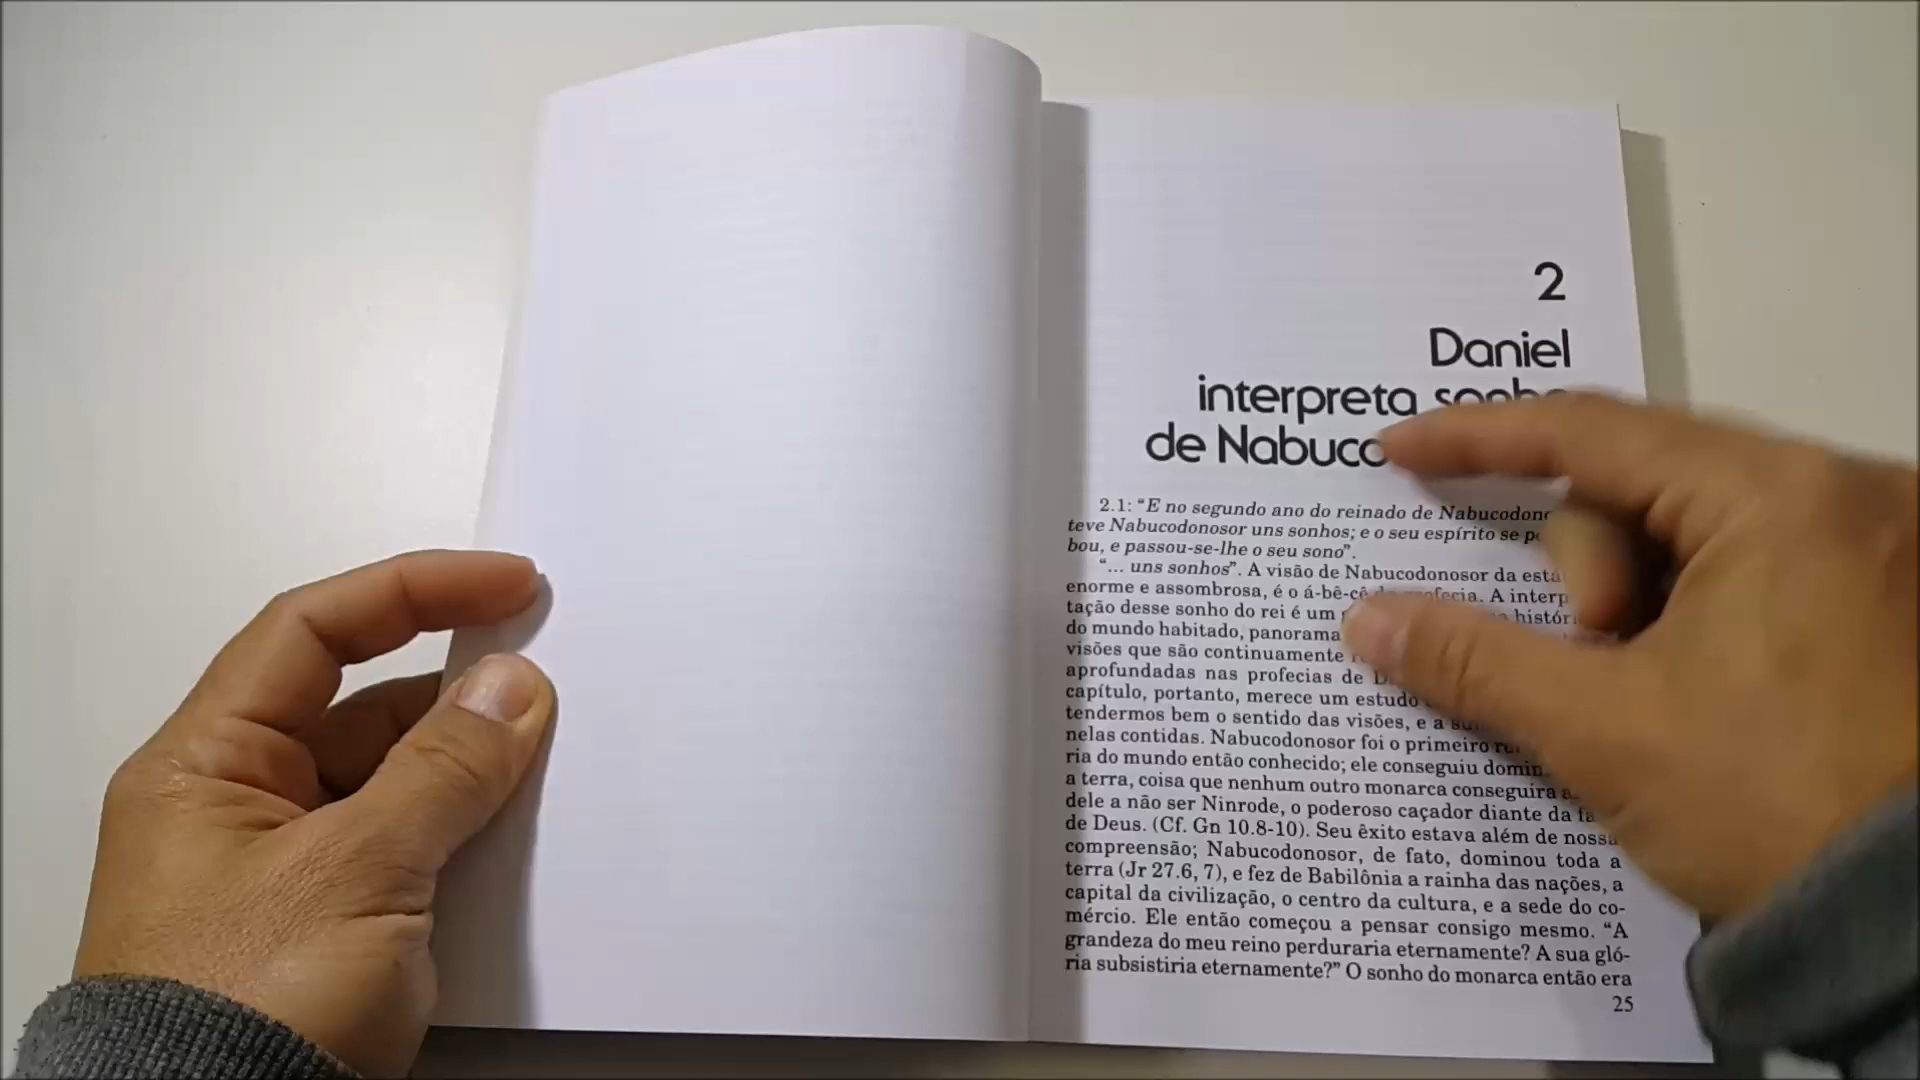 2
Daniel
interpreta
de Nabuco
2.1: “E no segundo ano do reinado de Nabucodono
teve Nabucodonosor uns sonhos; e o seu espírito se p
bou, e passou-se-lhe o seu sono”.
“... uns sonhos”. A visão de Nabucodonosor da está
enorme e assombrosa, é o á-bê-cê profecia. A interp
tação desse sonho do rei é um histór
do mundo habitado, panorama
visões que são continuamente
aprofundadas nas profecias de
capítulo, portanto, merece um estudo
tendermos bem o sentido das visões, e a
nelas contidas. Nabucodonosor foi o primeiro
ria do mundo então conhecido; ele conseguiu domin
a terra, coisa que nenhum outro monarca conseguira
dele a não ser Ninrode, o poderoso caçador diante da fa
de Deus. (Cf. Gn 10.8-10). Seu êxito estava além de nossa
compreensão; Nabucodonosor, de fato, dominou toda a
terra (Jr 27.6, 7), e fez de Babilônia a rainha das nações, a
capital da civilização, o centro da cultura, e a sede do co-
mércio. Ele então começou a pensar consigo mesmo. “A
grandeza do meu reino perduraria eternamente? A sua gló-
ria subsistiria eternamente?” O sonho do monarca então era
25